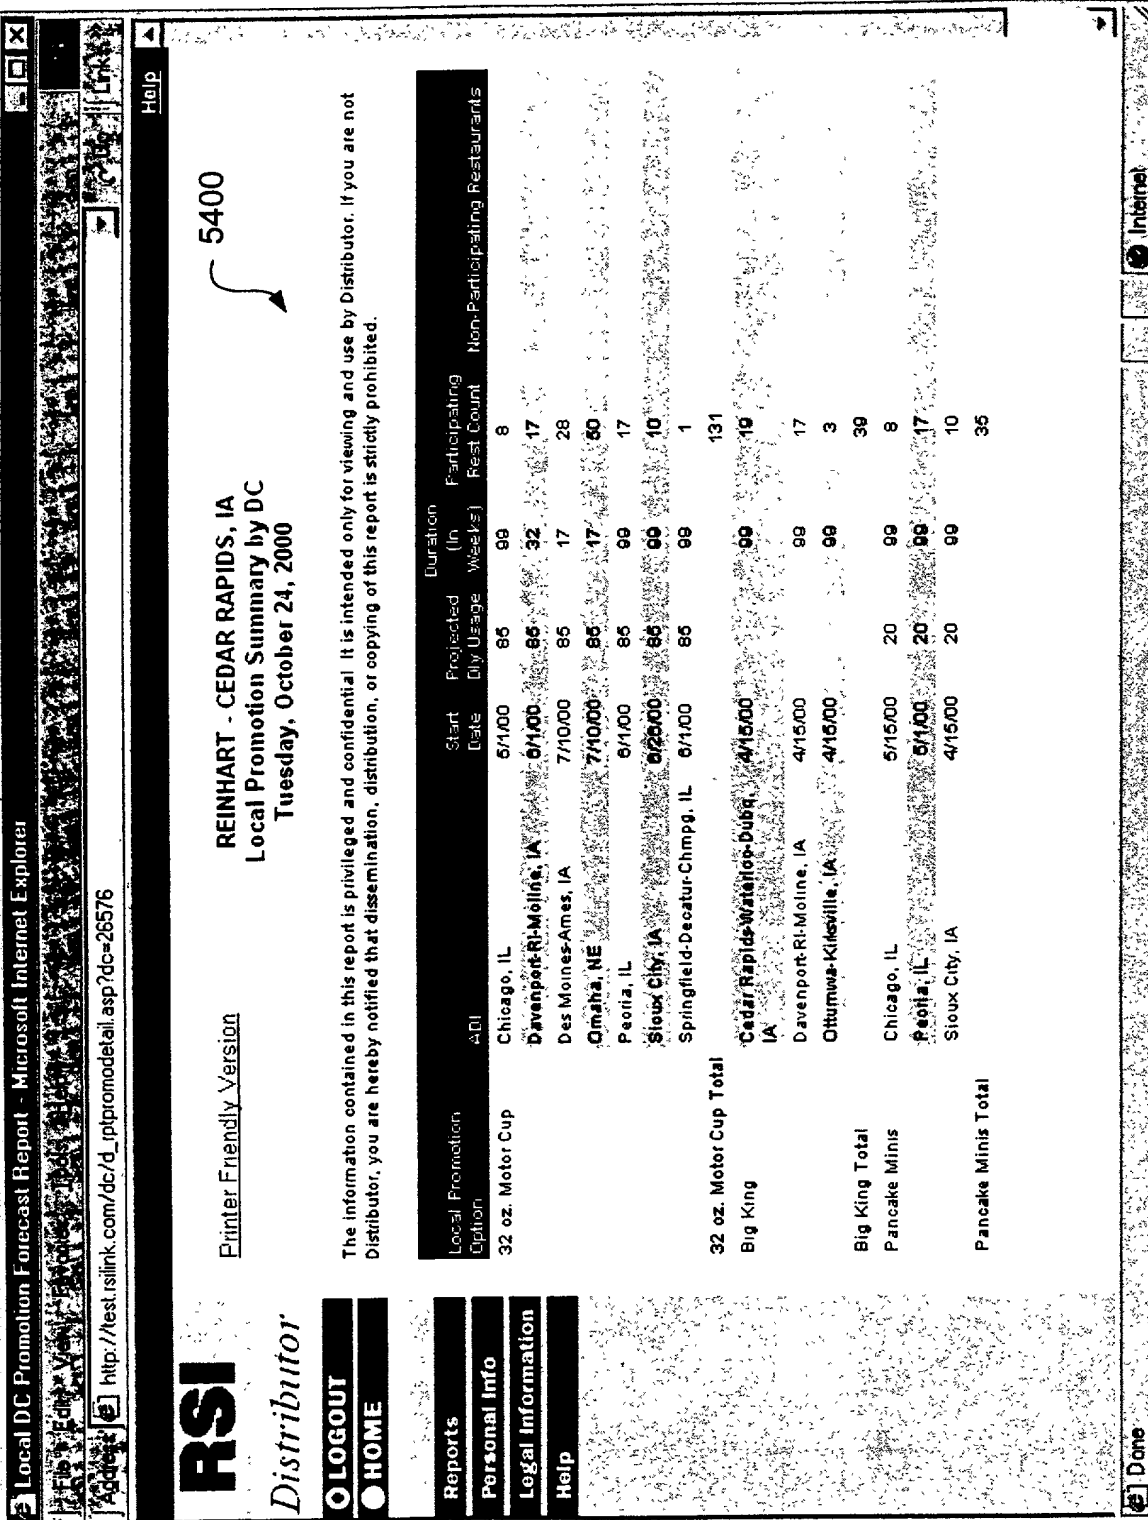 Local DC Promotion Forecast Report - Microsoft Internet Explorer
File Edit View Favorites Tools Help
Address http://test.rsilink.com/dc/d_rptpromodetail.asp?dc=26576 Go Links
Help
RSI
Distributor
LOGOUT
HOME
Reports
Personal Info
Legal Information
Help
Printer Friendly Version
REINHART - CEDAR RAPIDS, IA
Local Promotion Summary by DC
Tuesday, October 24, 2000
5400
The information contained in this report is privileged and confidential It is intended only for viewing and use by Distributor. If you are not
Distributor, you are hereby notified that dissemination, distribution, or copying of this report is strictly prohibited.
Local Promotion Option ADI Start Date Projected Dly Usage Duration (In Weeks) Participating Rest Count Non-Participating Restaurants
32 oz. Motor Cup Chicago, IL 5/1/00 85 99 8
Davenport-RI-Moline, IA 6/1/00 85 32 17
Des Moines-Ames, IA 7/10/00 85 17 28
Omaha, NE 7/10/00 85 17 50
Peoria, IL 6/1/00 85 99 17
Sioux City, IA 6/26/00 85 99 10
Springfield-Decatur-Chmpg, IL 6/1/00 85 99 1
32 oz. Motor Cup Total 131
Big King Cedar Rapids-Waterloo-Dubq, 4/15/00 99 19
IA
Davenport-RI-Moline, IA 4/15/00 99 17
Ottumwa-Kirksville, IA 4/15/00 99 3
Big King Total 39
Pancake Minis Chicago, IL 5/15/00 20 99 8
Peoria, IL 5/1/00 20 99 17
Sioux City, IA 4/15/00 20 99 10
Pancake Minis Total 35
Done Internet